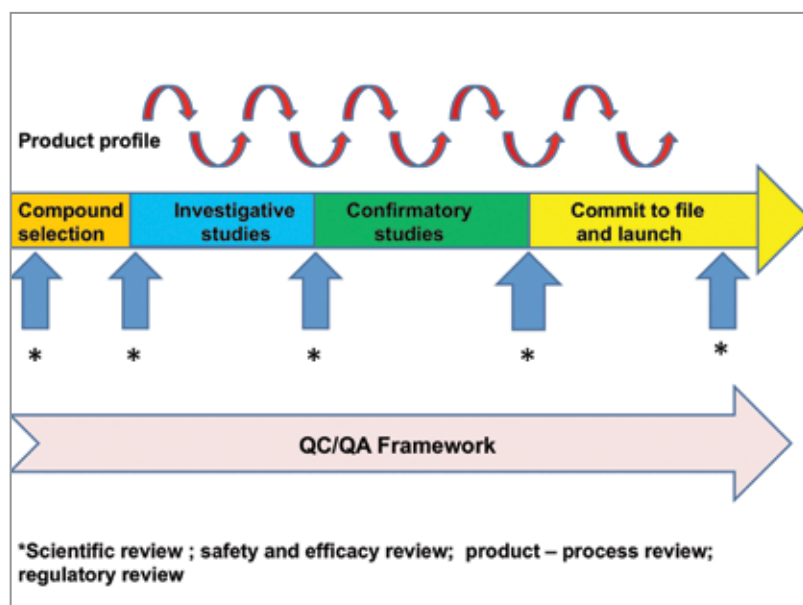 Product profile
Compound
selection
Investigative
studies
Confirmatory
studies
Commit to file
and launch
*
*
*
*
*
QC/QA Framework
*Scientific review ; safety and efficacy review;  product – process review;
regulatory review